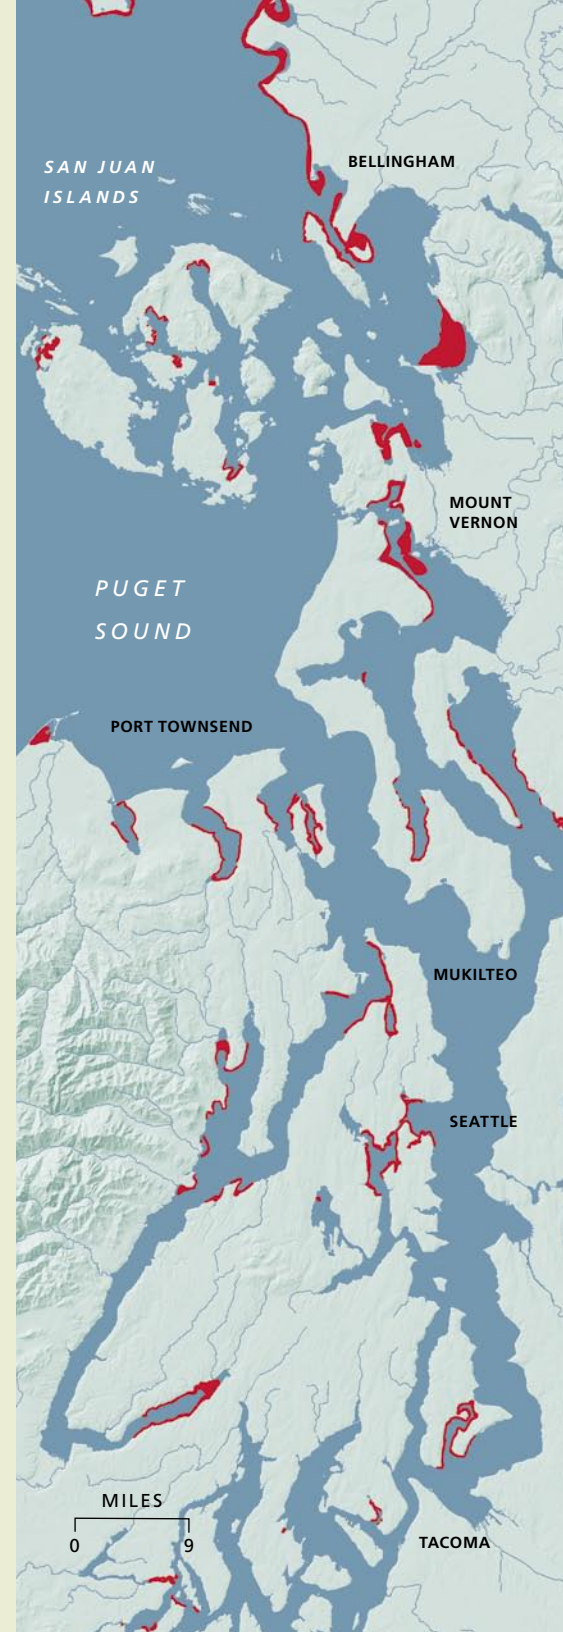 BELLINGHAM
SAN JUAN
ISLANDS
MOUNT
VERNON
PUGET
SOUND
PORT TOWNSEND
MUKILTEO
SEATTLE
MILES
0 9
TACOMA